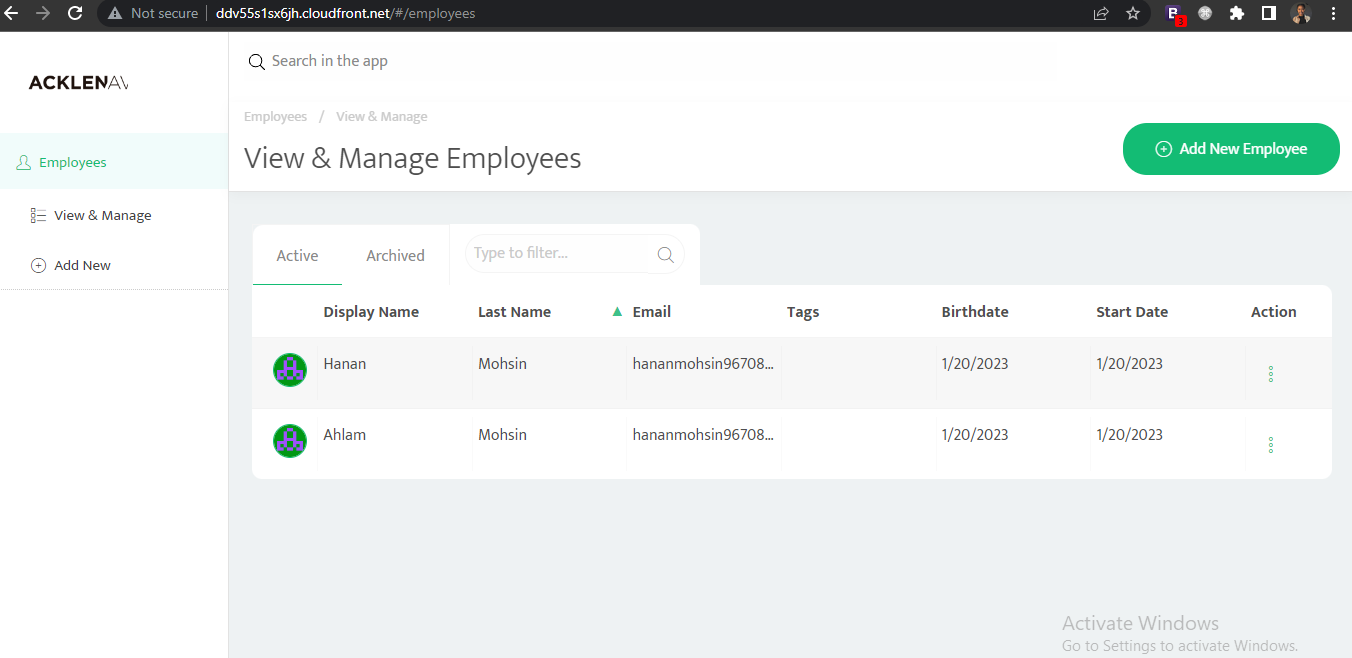 Not secure ddv55s1sx6jh.cloudfront.net/#/employees
3
ACKLENAV
Search in the app
Employees / View & Manage
View & Manage Employees
Add New Employee
Employees
View & Manage
Add New
Active Archived Type to filter...
Display Name Last Name ▲ Email Tags Birthdate Start Date Action
Hanan Mohsin hananmohsin96708... 1/20/2023 1/20/2023
Ahlam Mohsin hananmohsin96708... 1/20/2023 1/20/2023
Activate Windows
Go to Settings to activate Windows.